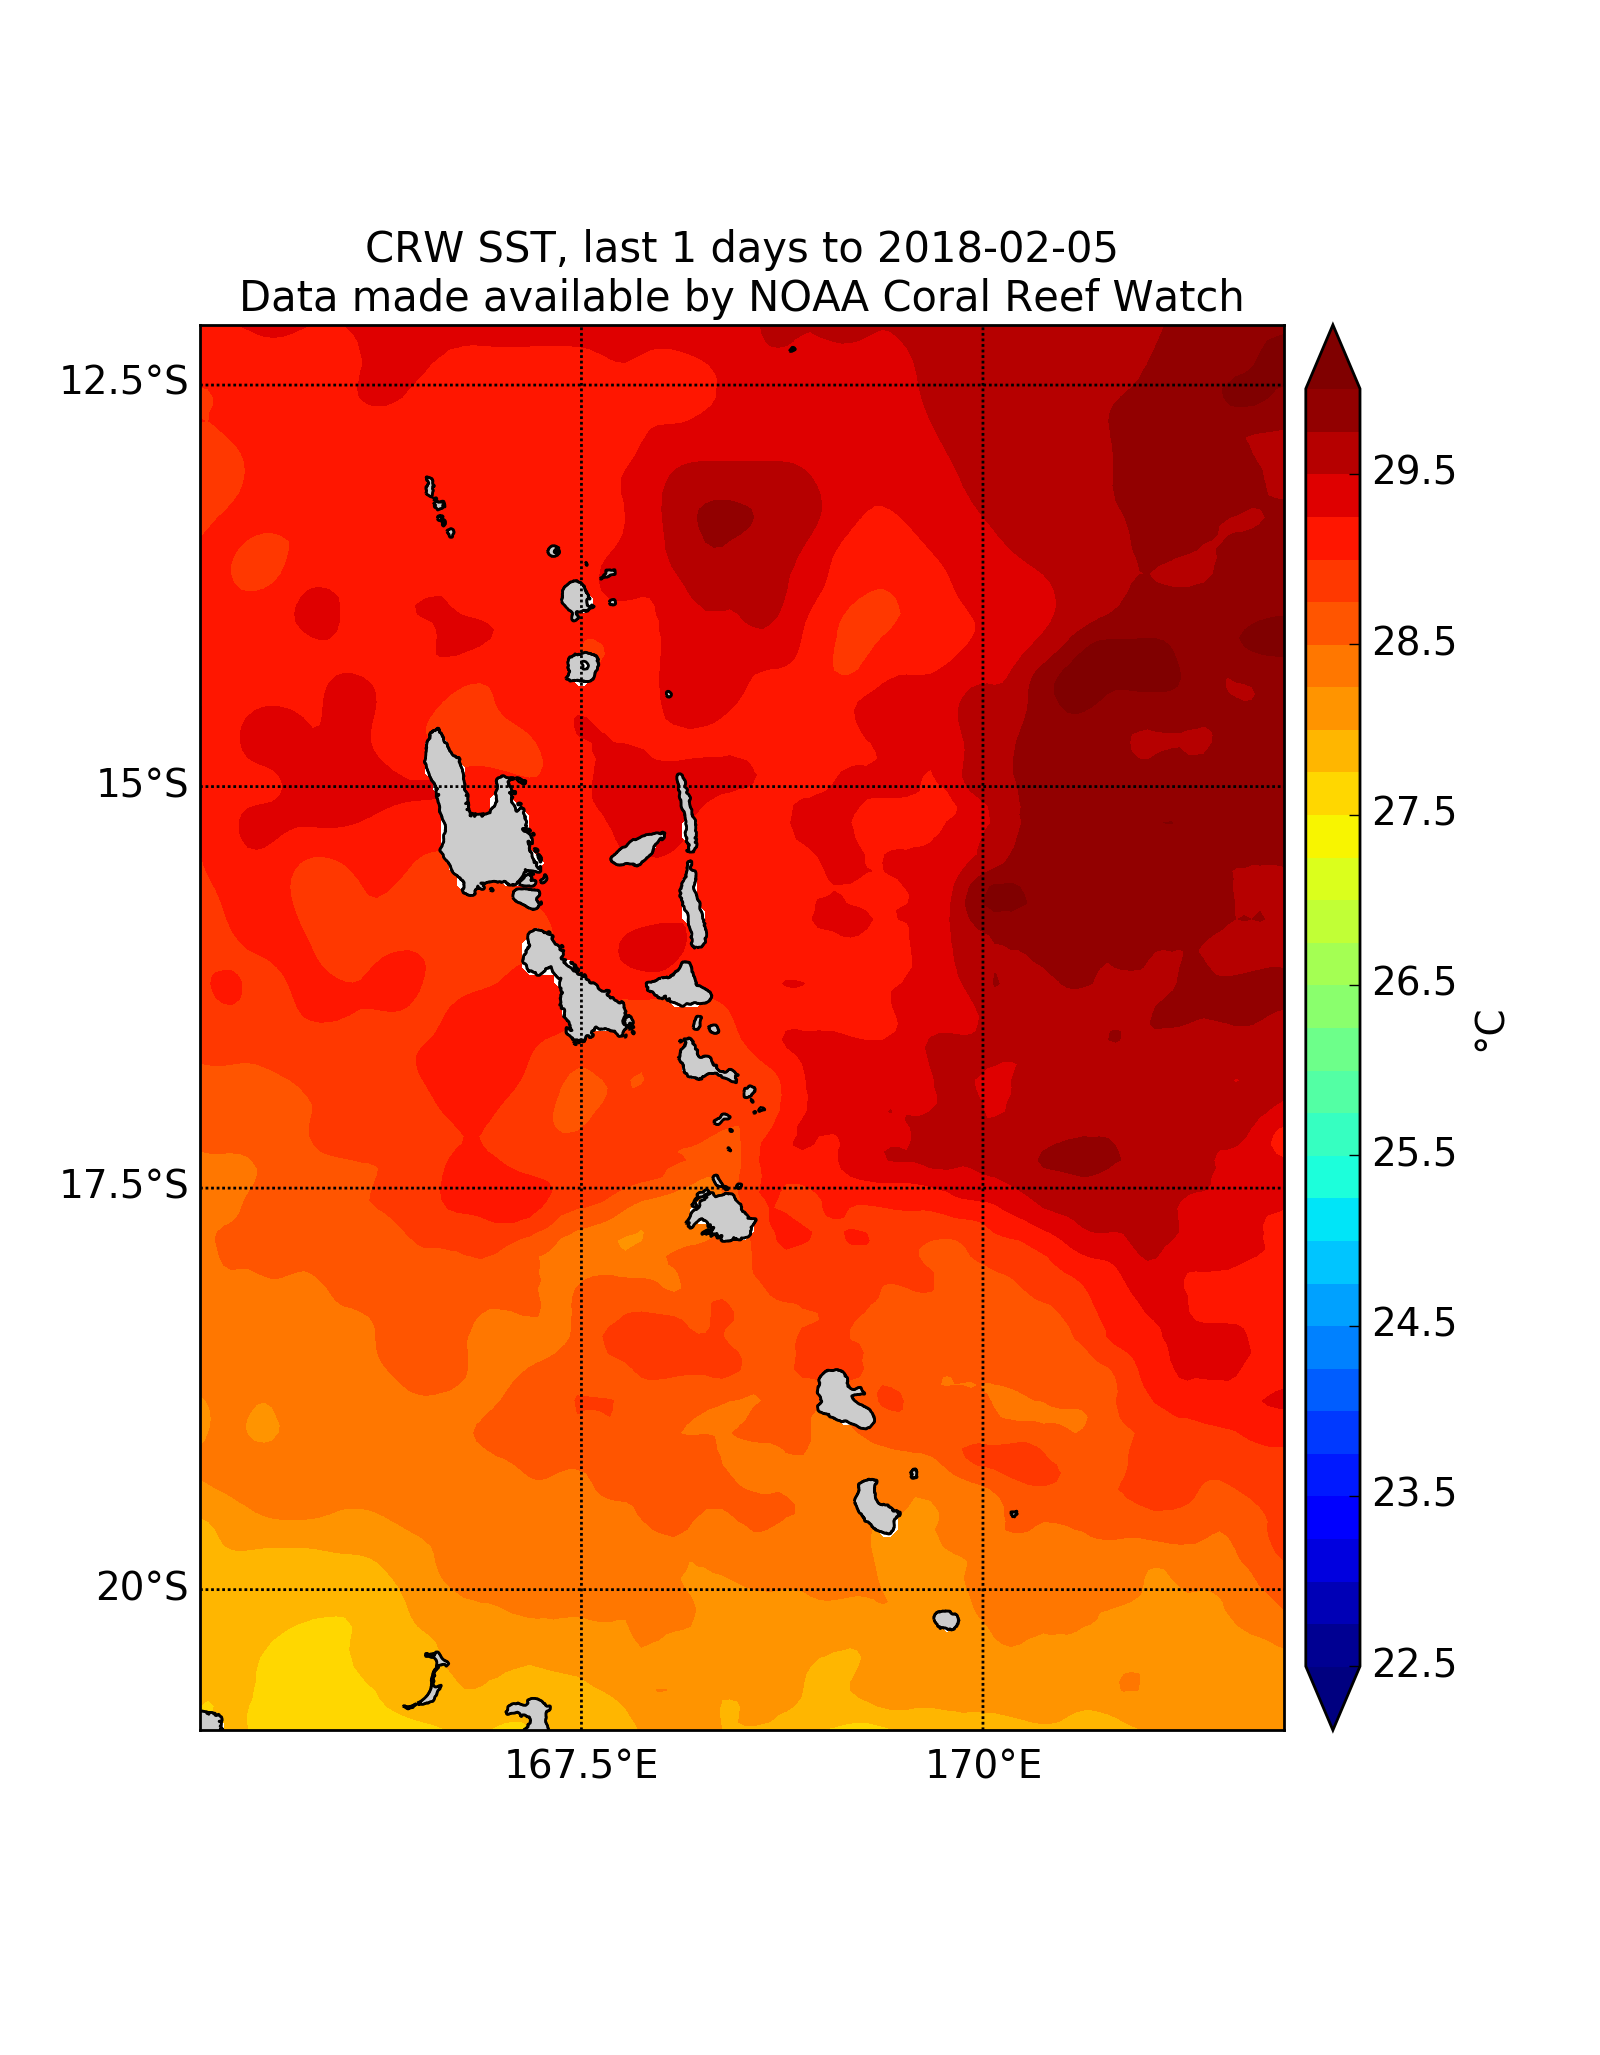 CRW SST, last 1 days to 2018-02-05
Data made available by NOAA Coral Reef Watch
12.5°S
15°S
17.5°S
20°S
167.5°E
170°E
29.5
28.5
27.5
26.5
25.5
24.5
23.5
22.5
°C